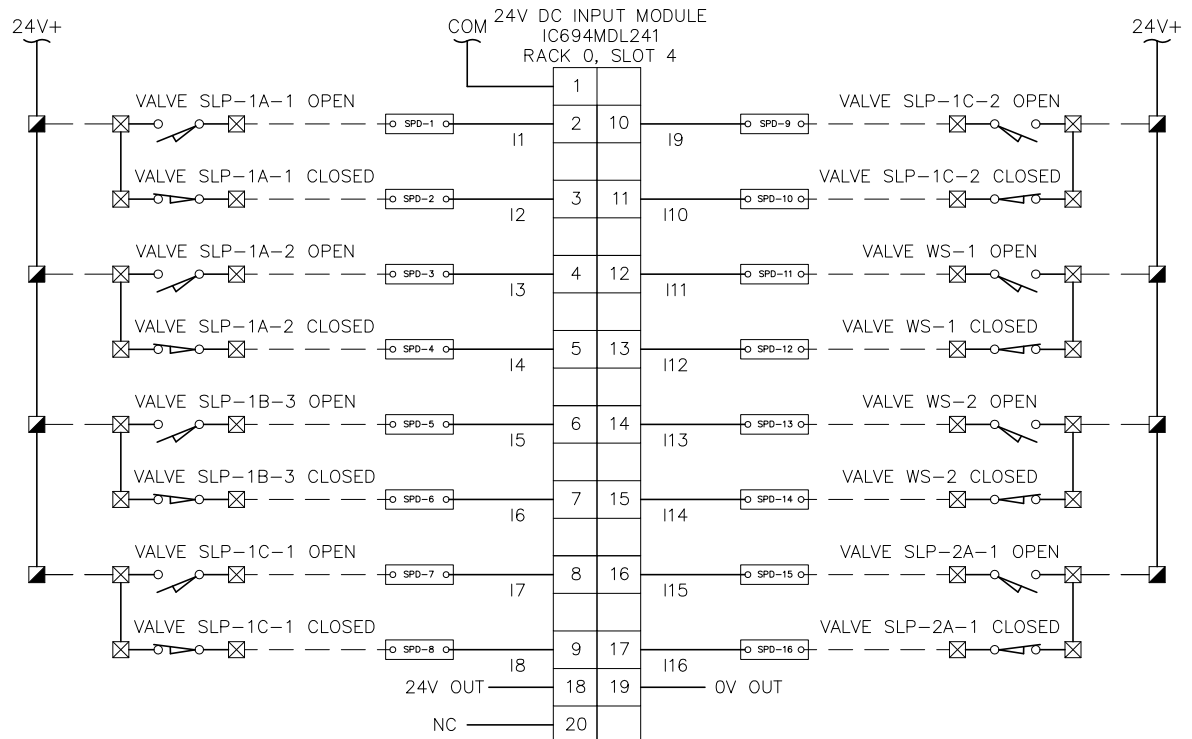 24V+
COM
24V DC INPUT MODULE
IC694MDL241
RACK 0, SLOT 4
24V+
1
VALVE SLP-1A-1 OPEN
SPD-1
I1
2
10
I9
SPD-9
VALVE SLP-1C-2 OPEN
VALVE SLP-1A-1 CLOSED
SPD-2
I2
3
11
I10
SPD-10
VALVE SLP-1C-2 CLOSED
VALVE SLP-1A-2 OPEN
SPD-3
I3
4
12
I11
SPD-11
VALVE WS-1 OPEN
VALVE SLP-1A-2 CLOSED
SPD-4
I4
5
13
I12
SPD-12
VALVE WS-1 CLOSED
VALVE SLP-1B-3 OPEN
SPD-5
I5
6
14
I13
SPD-13
VALVE WS-2 OPEN
VALVE SLP-1B-3 CLOSED
SPD-6
I6
7
15
I14
SPD-14
VALVE WS-2 CLOSED
VALVE SLP-1C-1 OPEN
SPD-7
I7
8
16
I15
SPD-15
VALVE SLP-2A-1 OPEN
VALVE SLP-1C-1 CLOSED
SPD-8
I8
9
17
I16
SPD-16
VALVE SLP-2A-1 CLOSED
24V OUT
18
19
0V OUT
NC
20